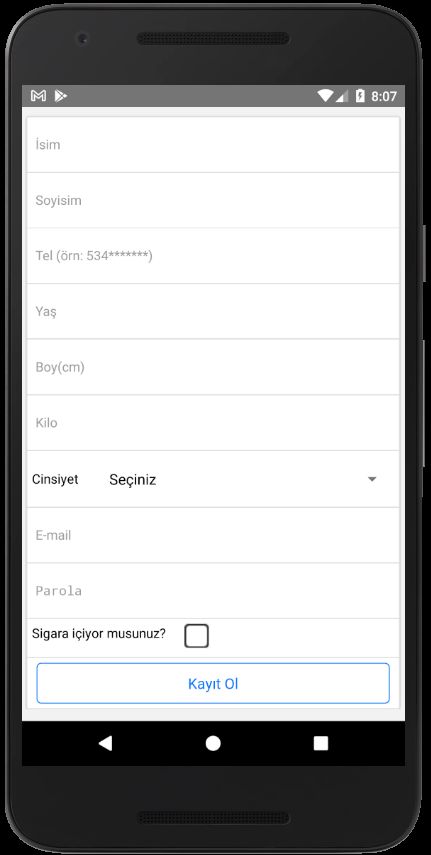 8:07
İsim
Soyisim
Tel (örn: 534*******)
Yaş
Boy(cm)
Kilo
Cinsiyet Seçiniz
E-mail
Parola
Sigara içiyor musunuz?
Kayıt Ol